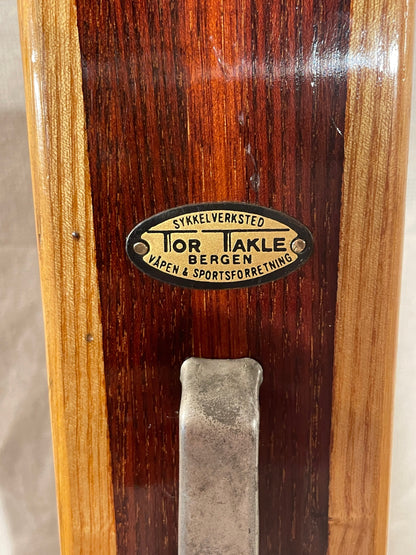 SYKKELVERKSTED
TOR TAKLE
BERGEN
VÅPEN & SPORTSFORRETNING